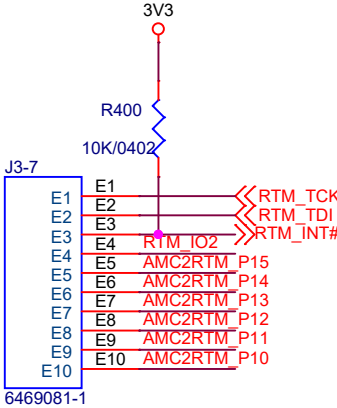 3V3
R400
10K/0402
J3-7
E1 E1 RTM_TCK
E2 E2 RTM_TDI
E3 E3 RTM_INT#
E4 E4 RTM_IO2
E5 E5 AMC2RTM_P15
E6 E6 AMC2RTM_P14
E7 E7 AMC2RTM_P13
E8 E8 AMC2RTM_P12
E9 E9 AMC2RTM_P11
E10 E10 AMC2RTM_P10
6469081-1